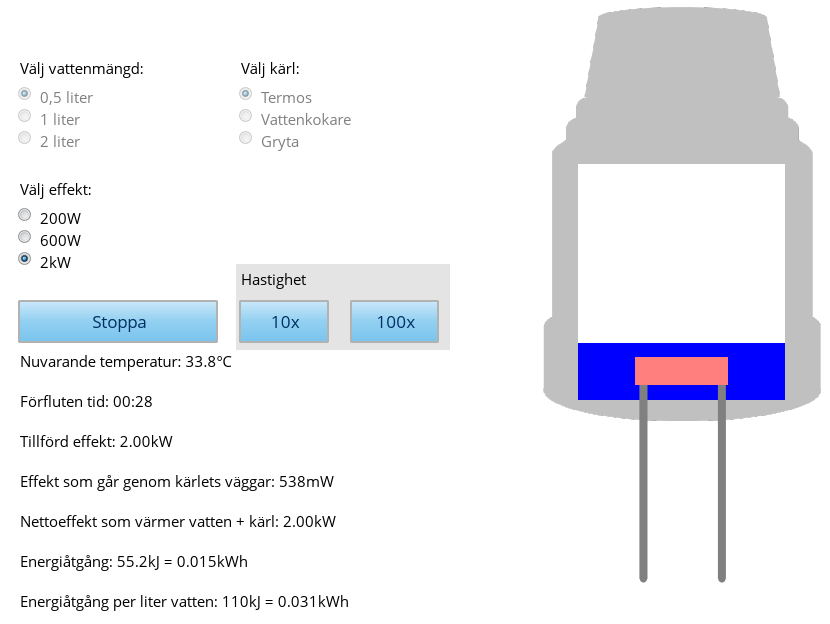 Välj vattenmängd:
0,5 liter
1 liter
2 liter
Välj kärl:
Termos
Vattenkokare
Gryta
Välj effekt:
200W
600W
2kW
Hastighet
Stoppa
10x
100x
Nuvarande temperatur: 33.8°C
Förfluten tid: 00:28
Tillförd effekt: 2.00kW
Effekt som går genom kärlets väggar: 538mW
Nettoeffekt som värmer vatten + kärl: 2.00kW
Energiåtgång: 55.2kJ = 0.015kWh
Energiåtgång per liter vatten: 110kJ = 0.031kWh